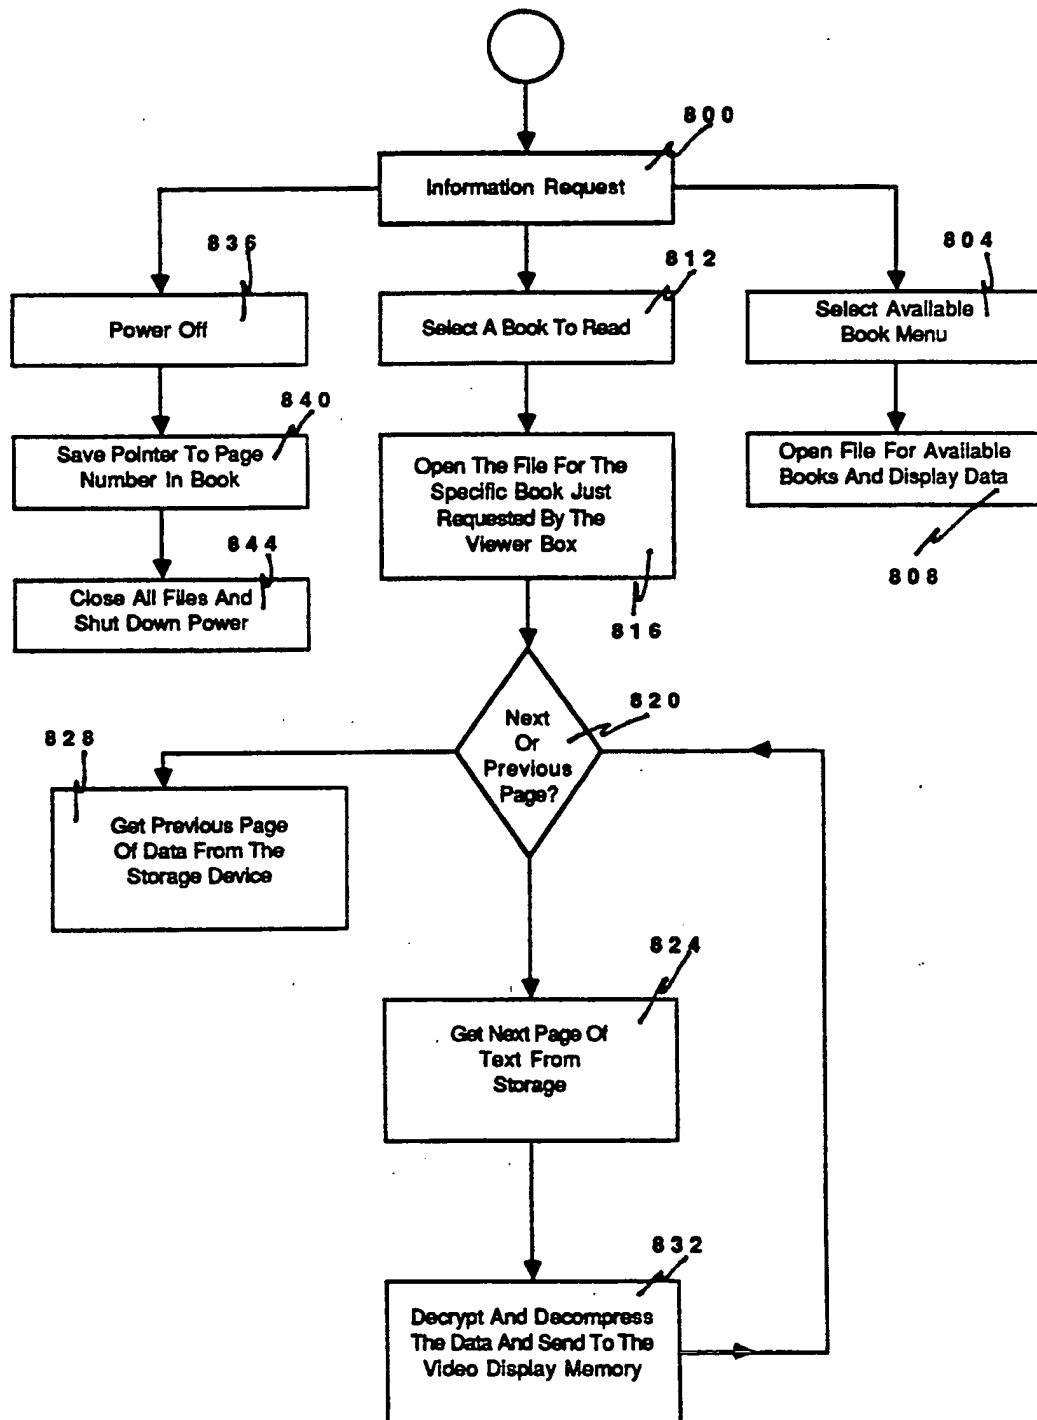 800
Information Request
836
812
804
Power Off
Select A Book To Read
Select Available
Book Menu
840
Save Pointer To Page
Number In Book
Open The File For The
Specific Book Just
Requested By The
Viewer Box
816
Open File For Available
Books And Display Data
808
844
Close All Files And
Shut Down Power
820
Next
Or
Previous
Page?
828
Get Previous Page
Of Data From The
Storage Device
824
Get Next Page Of
Text From
Storage
832
Decrypt And Decompress
The Data And Send To The
Video Display Memory